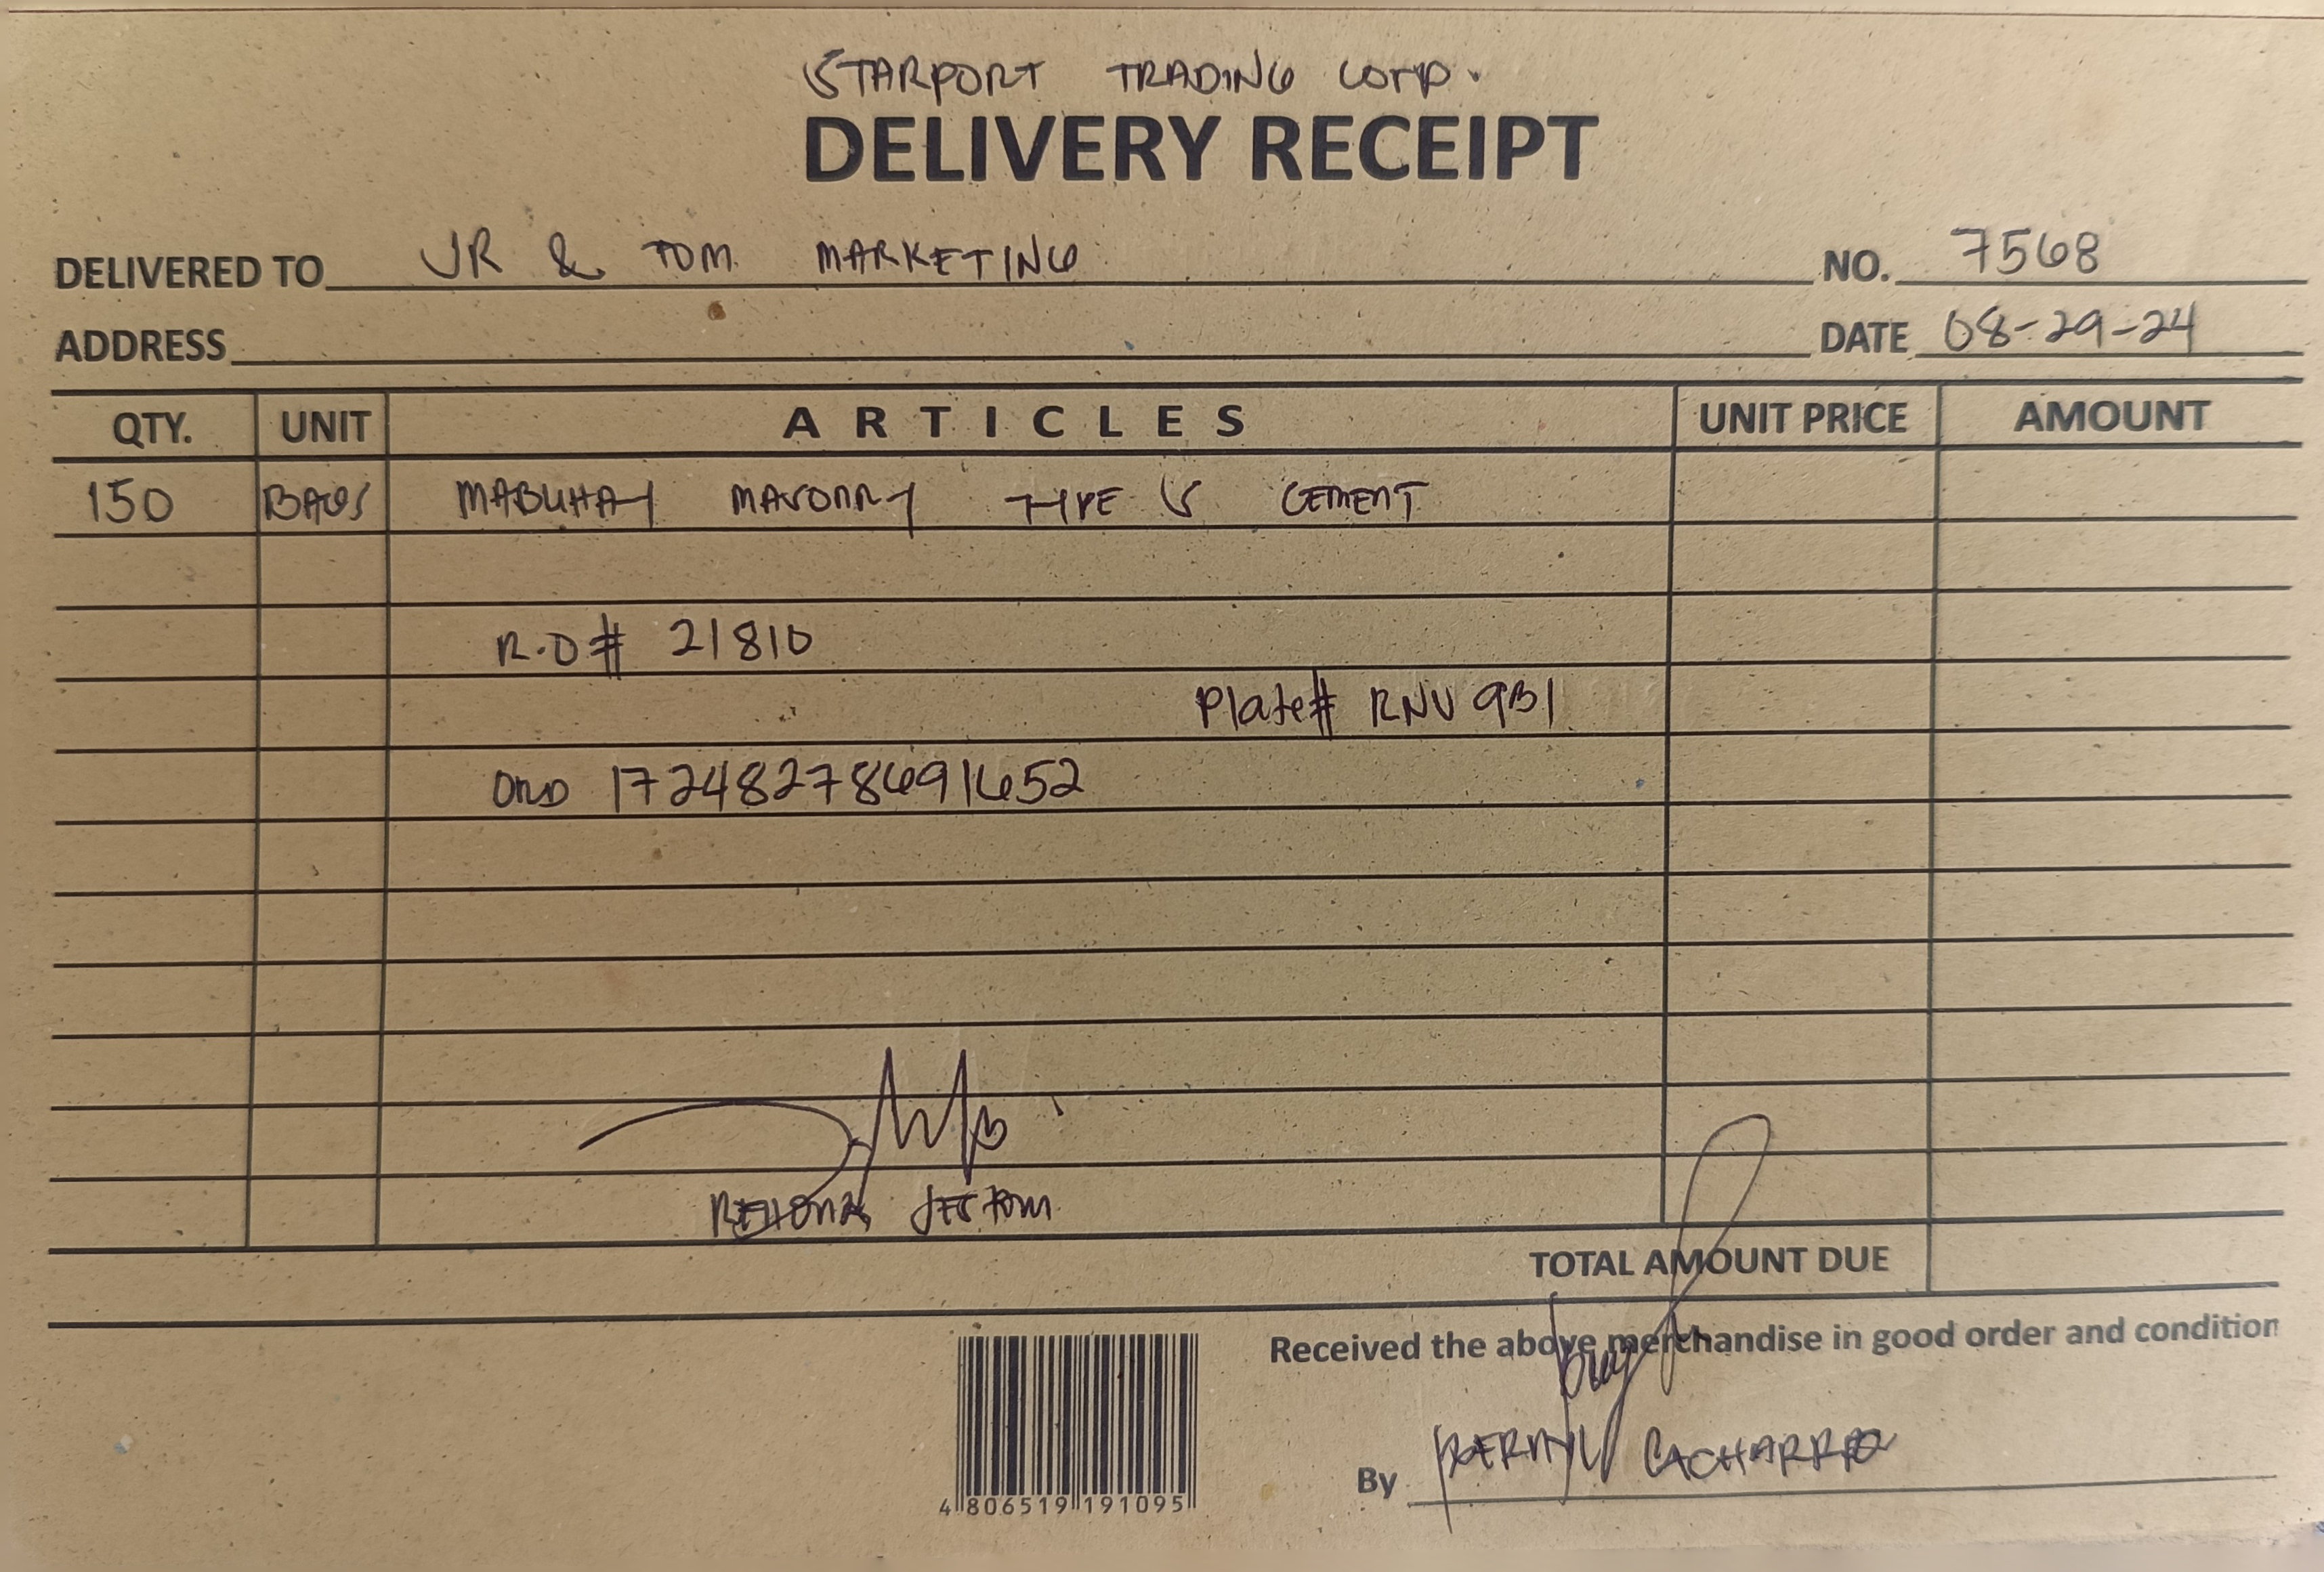 STARPORT TRADING CORP.
DELIVERY RECEIPT
DELIVERED TO JR & TOM MARKETING NO. 7568
ADDRESS DATE 08-29-24
QTY. UNIT ARTICLES UNIT PRICE AMOUNT
150 BAGS MABUHAY MASONRY TYPE S CEMENT
R.O# 21810
Plate# RNV 931
ORD 17248278691652
TOTAL AMOUNT DUE
Received the above merchandise in good order and condition
By CACHARRO
4 806519 191095